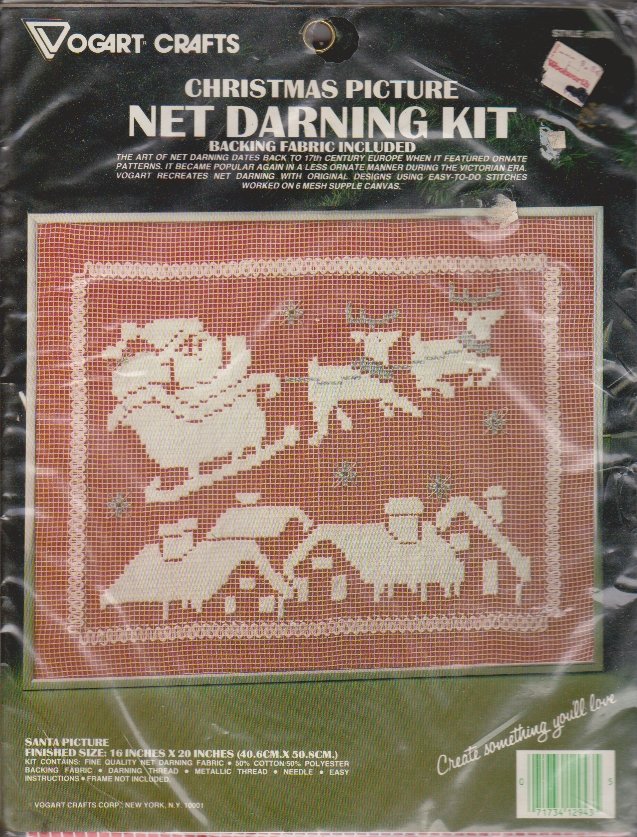 VOGART CRAFTS
STYLE
Woolworth
CHRISTMAS PICTURE
NET DARNING KIT
BACKING FABRIC INCLUDED
THE ART OF NET DARNING DATES BACK TO 17th CENTURY EUROPE WHEN IT FEATURED ORNATE
PATTERNS. IT BECAME POPULAR AGAIN IN A LESS ORNATE MANNER DURING THE VICTORIAN ERA.
VOGART RECREATES NET DARNING WITH ORIGINAL DESIGNS USING EASY-TO-DO STITCHES
WORKED ON 6 MESH SUPPLE CANVAS.
Create something you'll love
SANTA PICTURE
FINISHED SIZE: 16 INCHES X 20 INCHES (40.6CM. X 50.8CM.)
KIT CONTAINS: FINE QUALITY NET DARNING FABRIC • 50% COTTON/50% POLYESTER
BACKING FABRIC • DARNING THREAD • METALLIC THREAD • NEEDLE • EASY
INSTRUCTIONS • FRAME NOT INCLUDED.
VOGART CRAFTS CORP., NEW YORK, N.Y. 10001
0 71734 12943 5